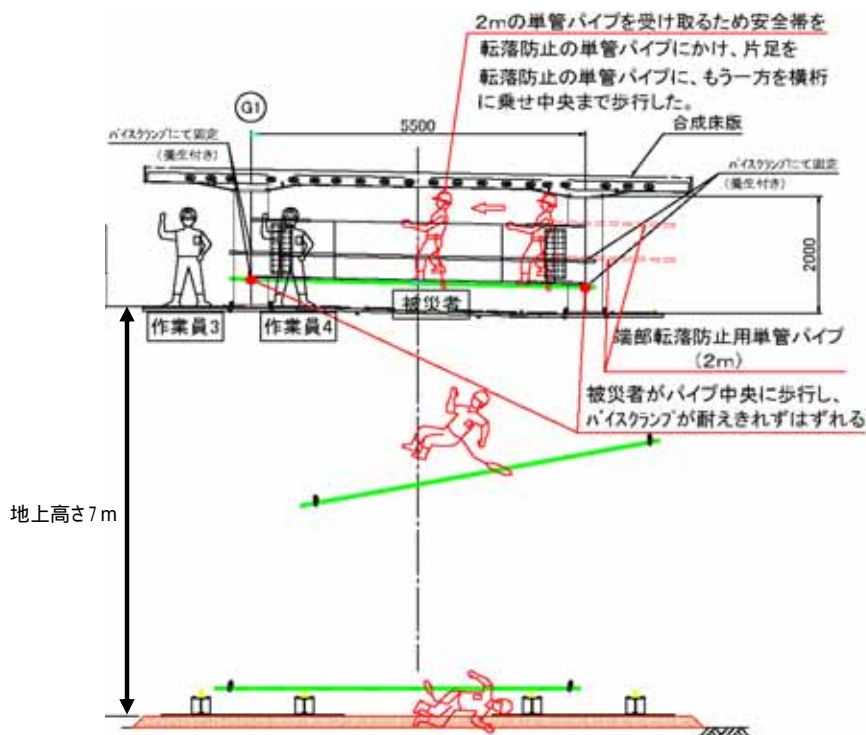 2mの単管パイプを受け取るため安全帯を
転落防止の単管パイプにかけ、片足を
転落防止の単管パイプに、もう一方を横桁
に乗せ中央まで歩行した。
G1
5500
合成床版
バイスクランプにて固定
(養生付き)
バイスクランプにて固定
(養生付き)
2000
作業員3
作業員4
被災者
端部転落防止用単管パイプ
(2m)
被災者がパイプ中央に歩行し、
バイスクランプが耐えきれずはずれる
地上高さ7m